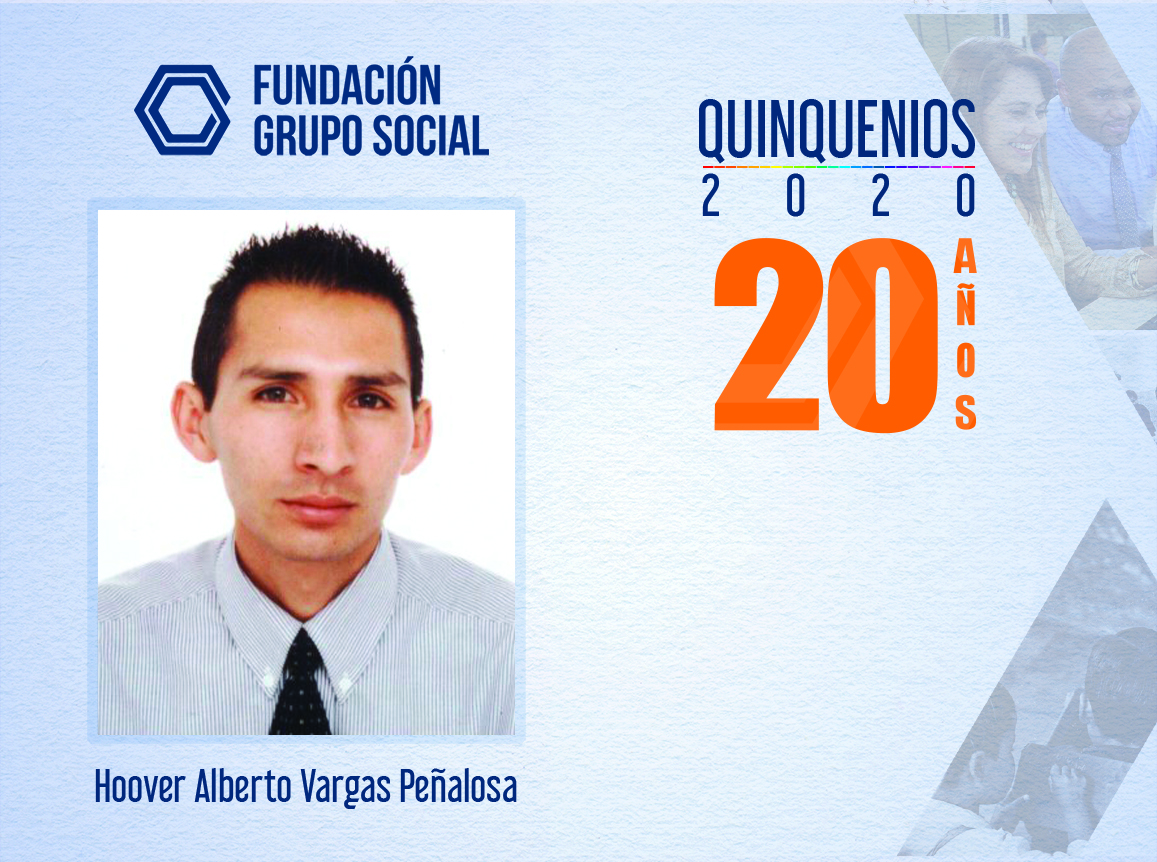 FUNDACIÓN
GRUPO SOCIAL
QUINQUENIOS
2020
20 AÑOS
Hoover Alberto Vargas Peñalosa